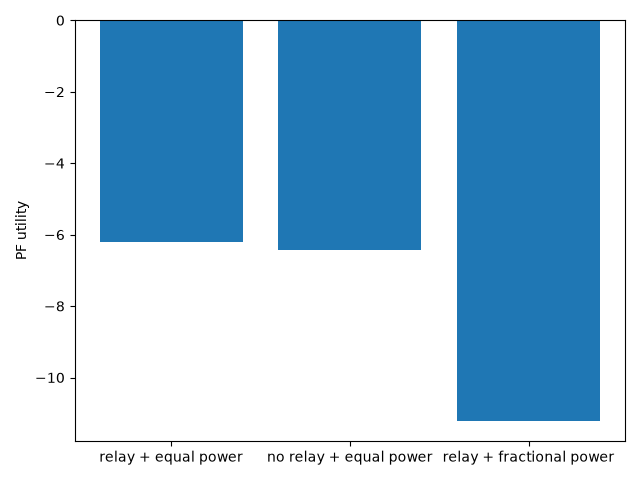 0
−2
−4
−6
−8
−10
PF utility
relay + equal power
no relay + equal power
relay + fractional power